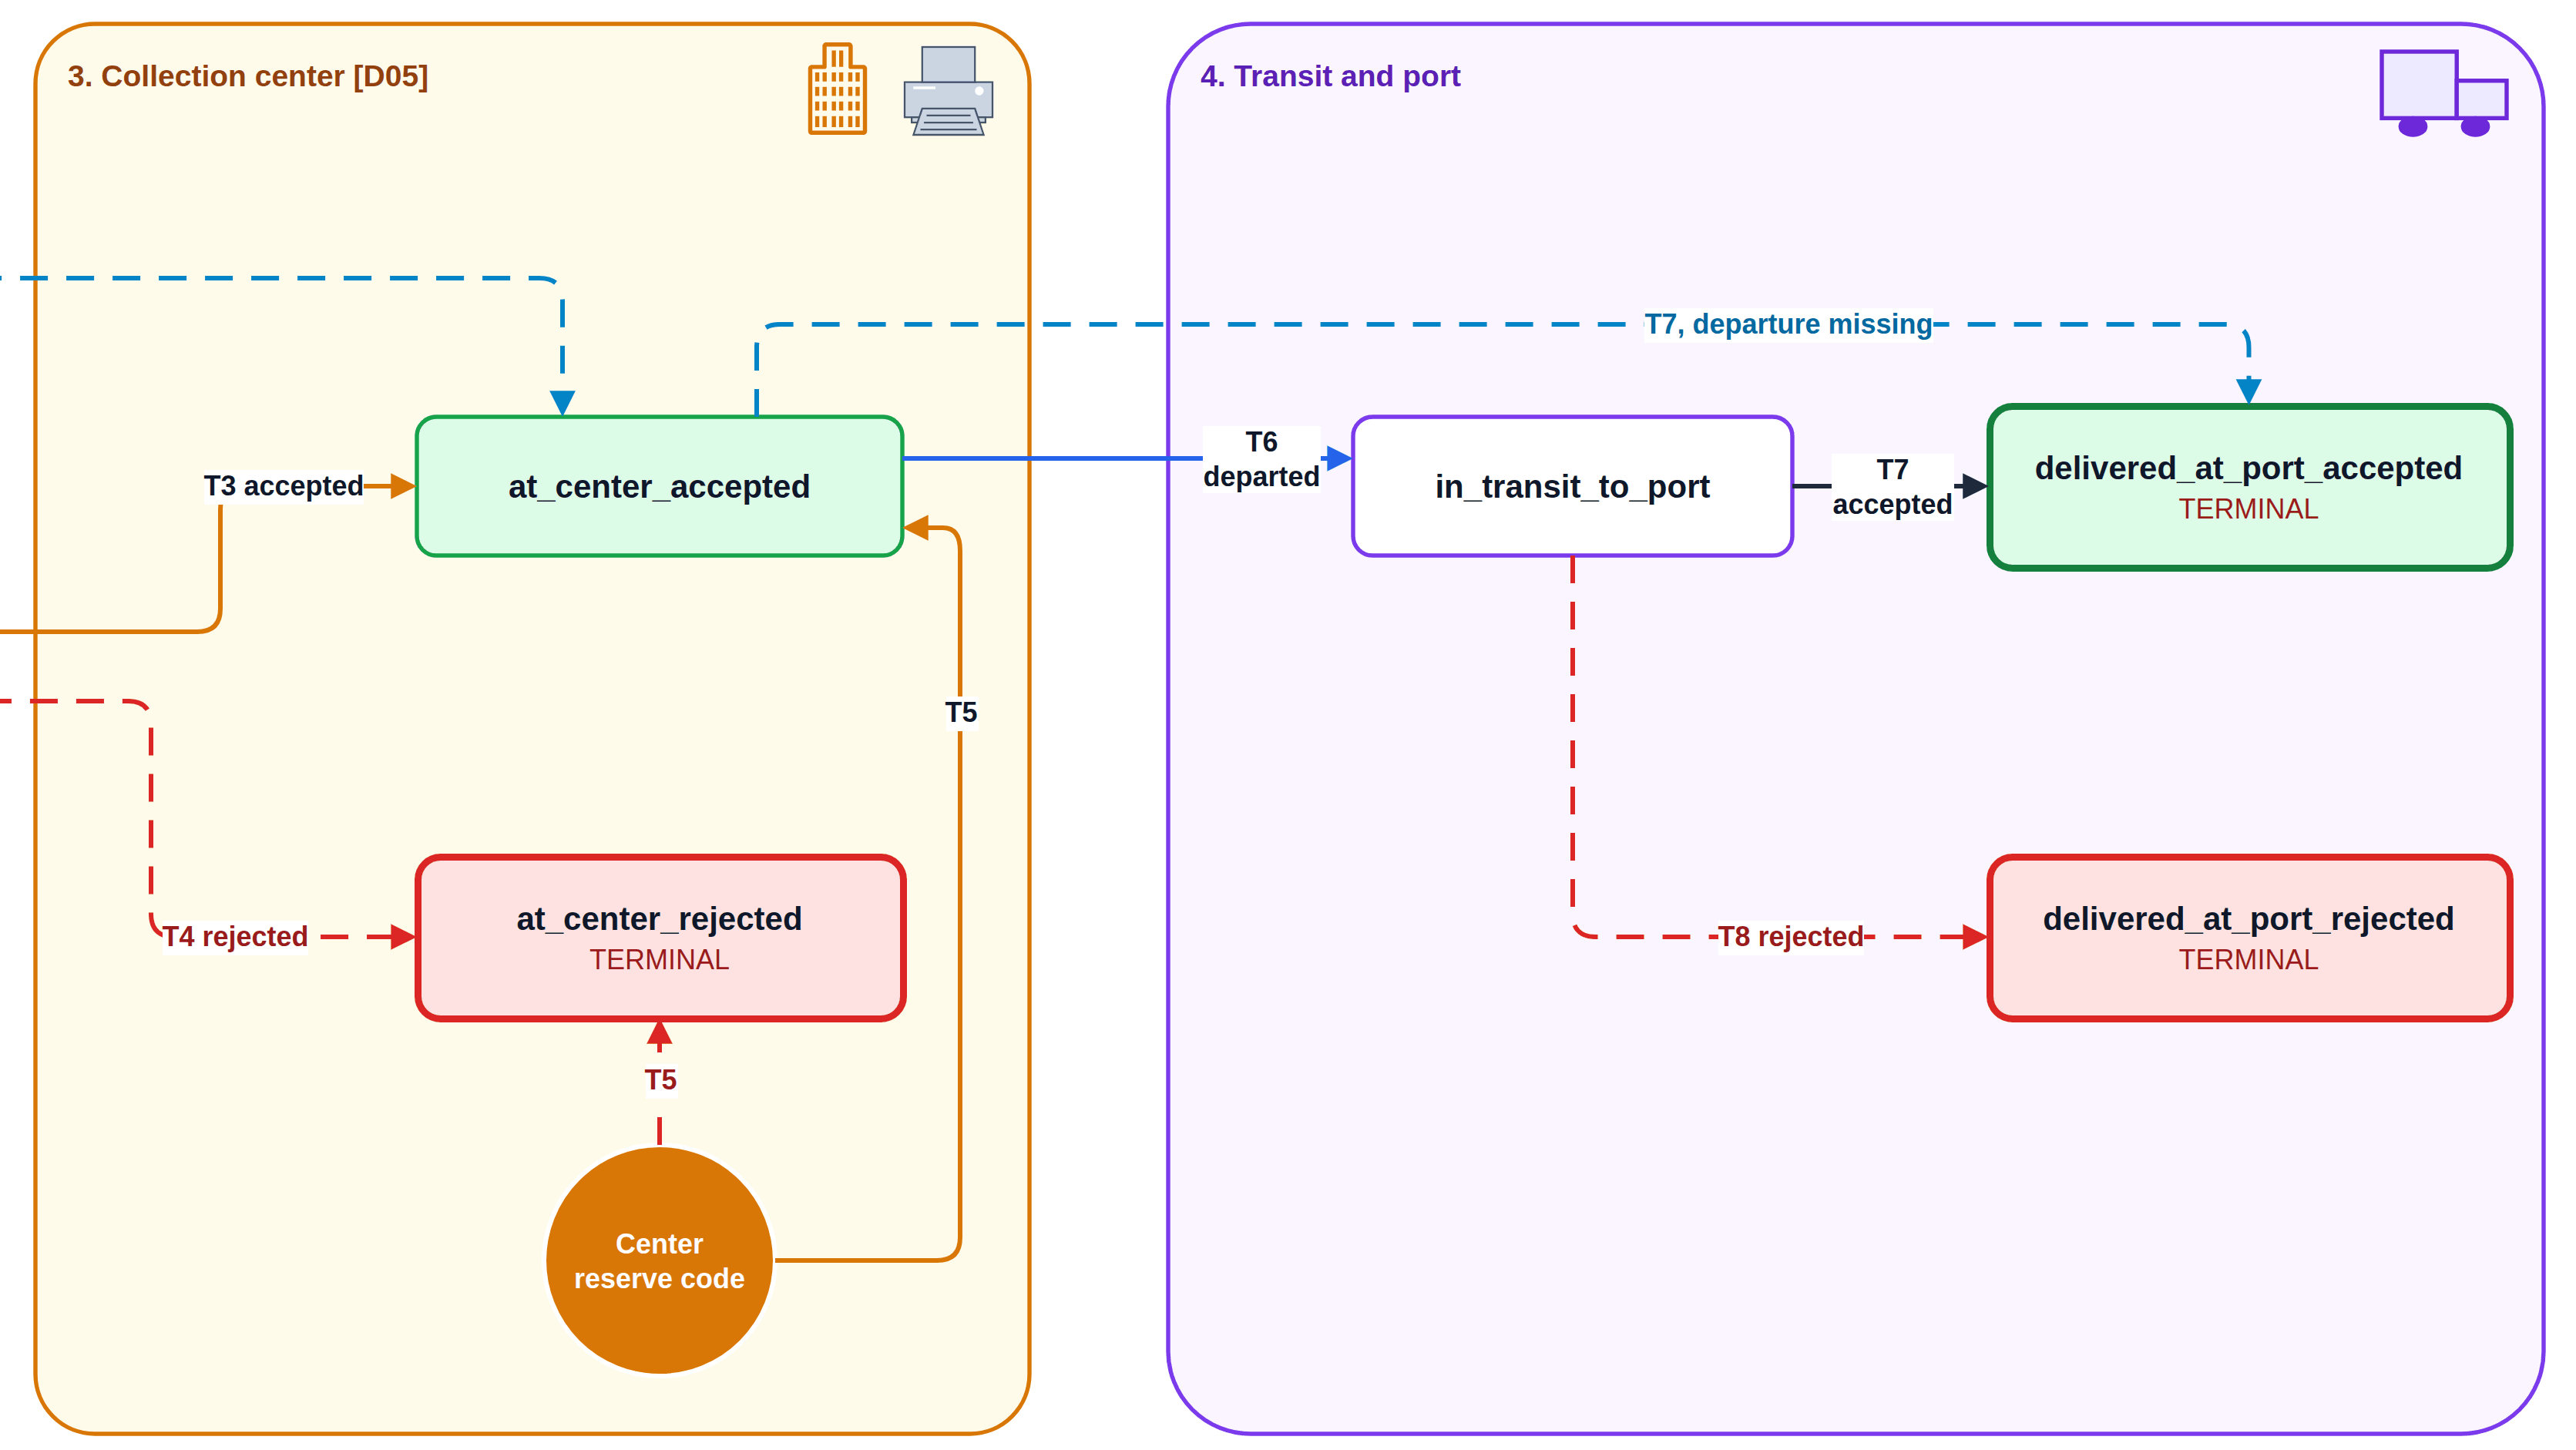 3. Collection center [D05]
4. Transit and port
T7, departure missing
T3 accepted
at_center_accepted
T6
departed
in_transit_to_port
T7
accepted
delivered_at_port_accepted
TERMINAL
T5
T4 rejected
at_center_rejected
TERMINAL
T8 rejected
delivered_at_port_rejected
TERMINAL
T5
Center
reserve code